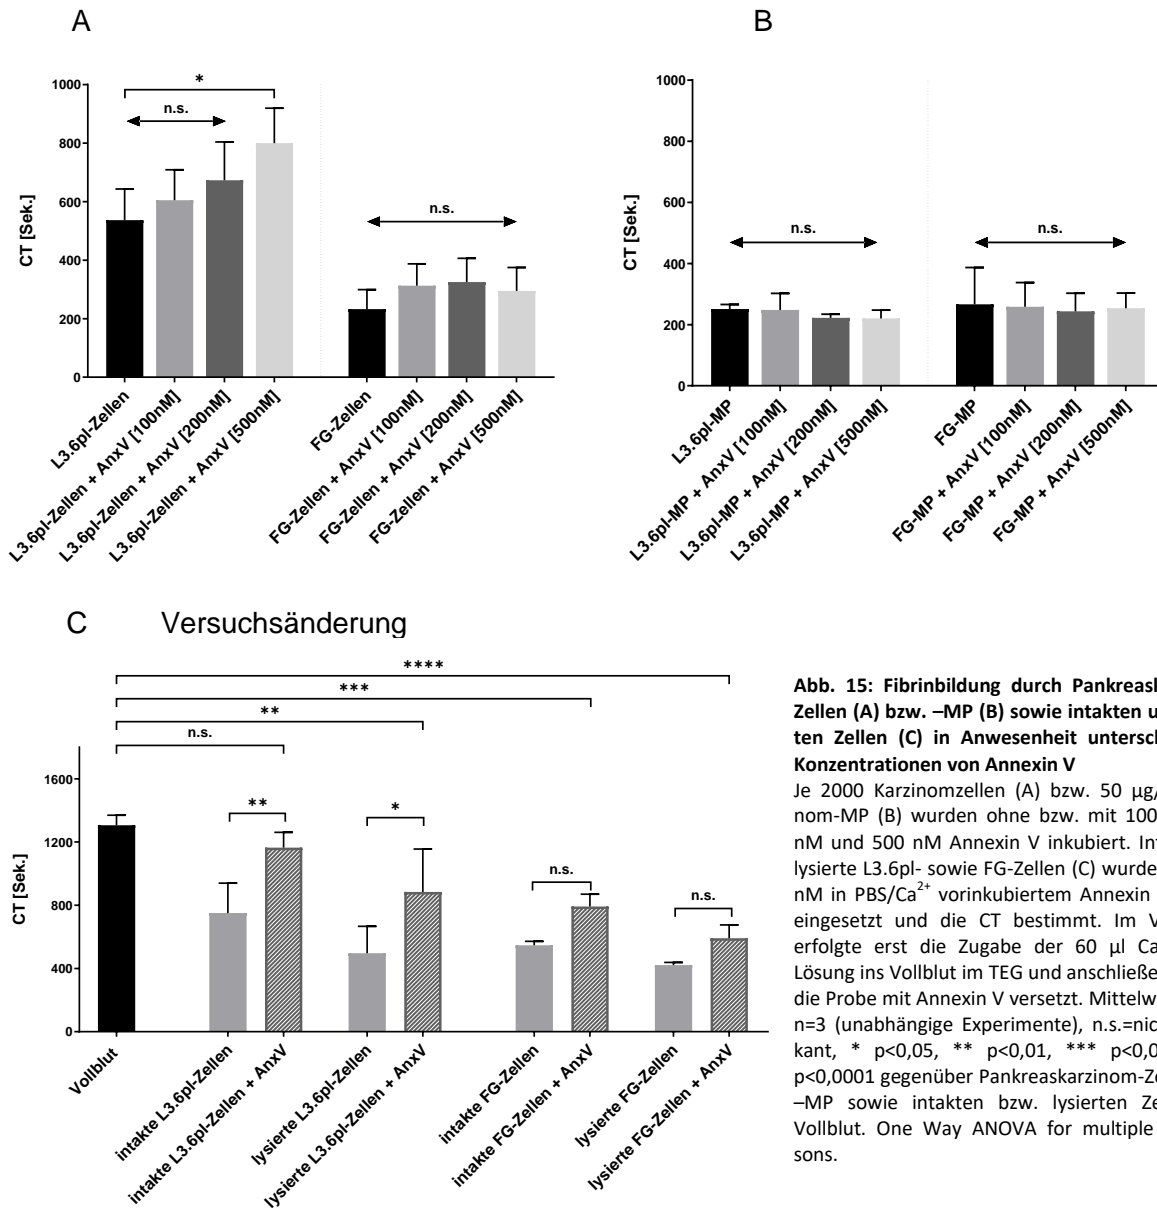 A
B
1000
800
600
400
200
0
CT [Sek.]
*
n.s.
n.s.
L3.6pl-Zellen
L3.6pl-Zellen + AnxV [100nM]
L3.6pl-Zellen + AnxV [200nM]
L3.6pl-Zellen + AnxV [500nM]
FG-Zellen
FG-Zellen + AnxV [100nM]
FG-Zellen + AnxV [200nM]
FG-Zellen + AnxV [500nM]
1000
800
600
400
200
0
CT [Sek.]
n.s.
n.s.
L3.6pl-MP
L3.6pl-MP + AnxV [100nM]
L3.6pl-MP + AnxV [200nM]
L3.6pl-MP + AnxV [500nM]
FG-MP
FG-MP + AnxV [100nM]
FG-MP + AnxV [200nM]
FG-MP + AnxV [500nM]
C Versuchsänderung
****
***
**
n.s.
**
*
n.s.
n.s.
1600
1200
800
400
0
CT [Sek.]
Vollblut
intakte L3.6pl-Zellen
intakte L3.6pl-Zellen + AnxV
lysierte L3.6pl-Zellen
lysierte L3.6pl-Zellen + AnxV
intakte FG-Zellen
intakte FG-Zellen + AnxV
lysierte FG-Zellen
lysierte FG-Zellen + AnxV
Abb. 15: Fibrinbildung durch Pankreask
Zellen (A) bzw. –MP (B) sowie intakten u
ten Zellen (C) in Anwesenheit untersch
Konzentrationen von Annexin V
Je 2000 Karzinomzellen (A) bzw. 50 µg/
nom-MP (B) wurden ohne bzw. mit 100
nM und 500 nM Annexin V inkubiert. Int
lysierte L3.6pl- sowie FG-Zellen (C) wurde
nM in PBS/Ca²⁺ vorinkubiertem Annexin
eingesetzt und die CT bestimmt. Im V
erfolgte erst die Zugabe der 60 µl Ca
Lösung ins Vollblut im TEG und anschließe
die Probe mit Annexin V versetzt. Mittelw
n=3 (unabhängige Experimente), n.s.=nic
kant, * p<0,05, ** p<0,01, *** p<0,0
p<0,0001 gegenüber Pankreaskarzinom-Ze
–MP sowie intakten bzw. lysierten Ze
Vollblut. One Way ANOVA for multiple
sons.